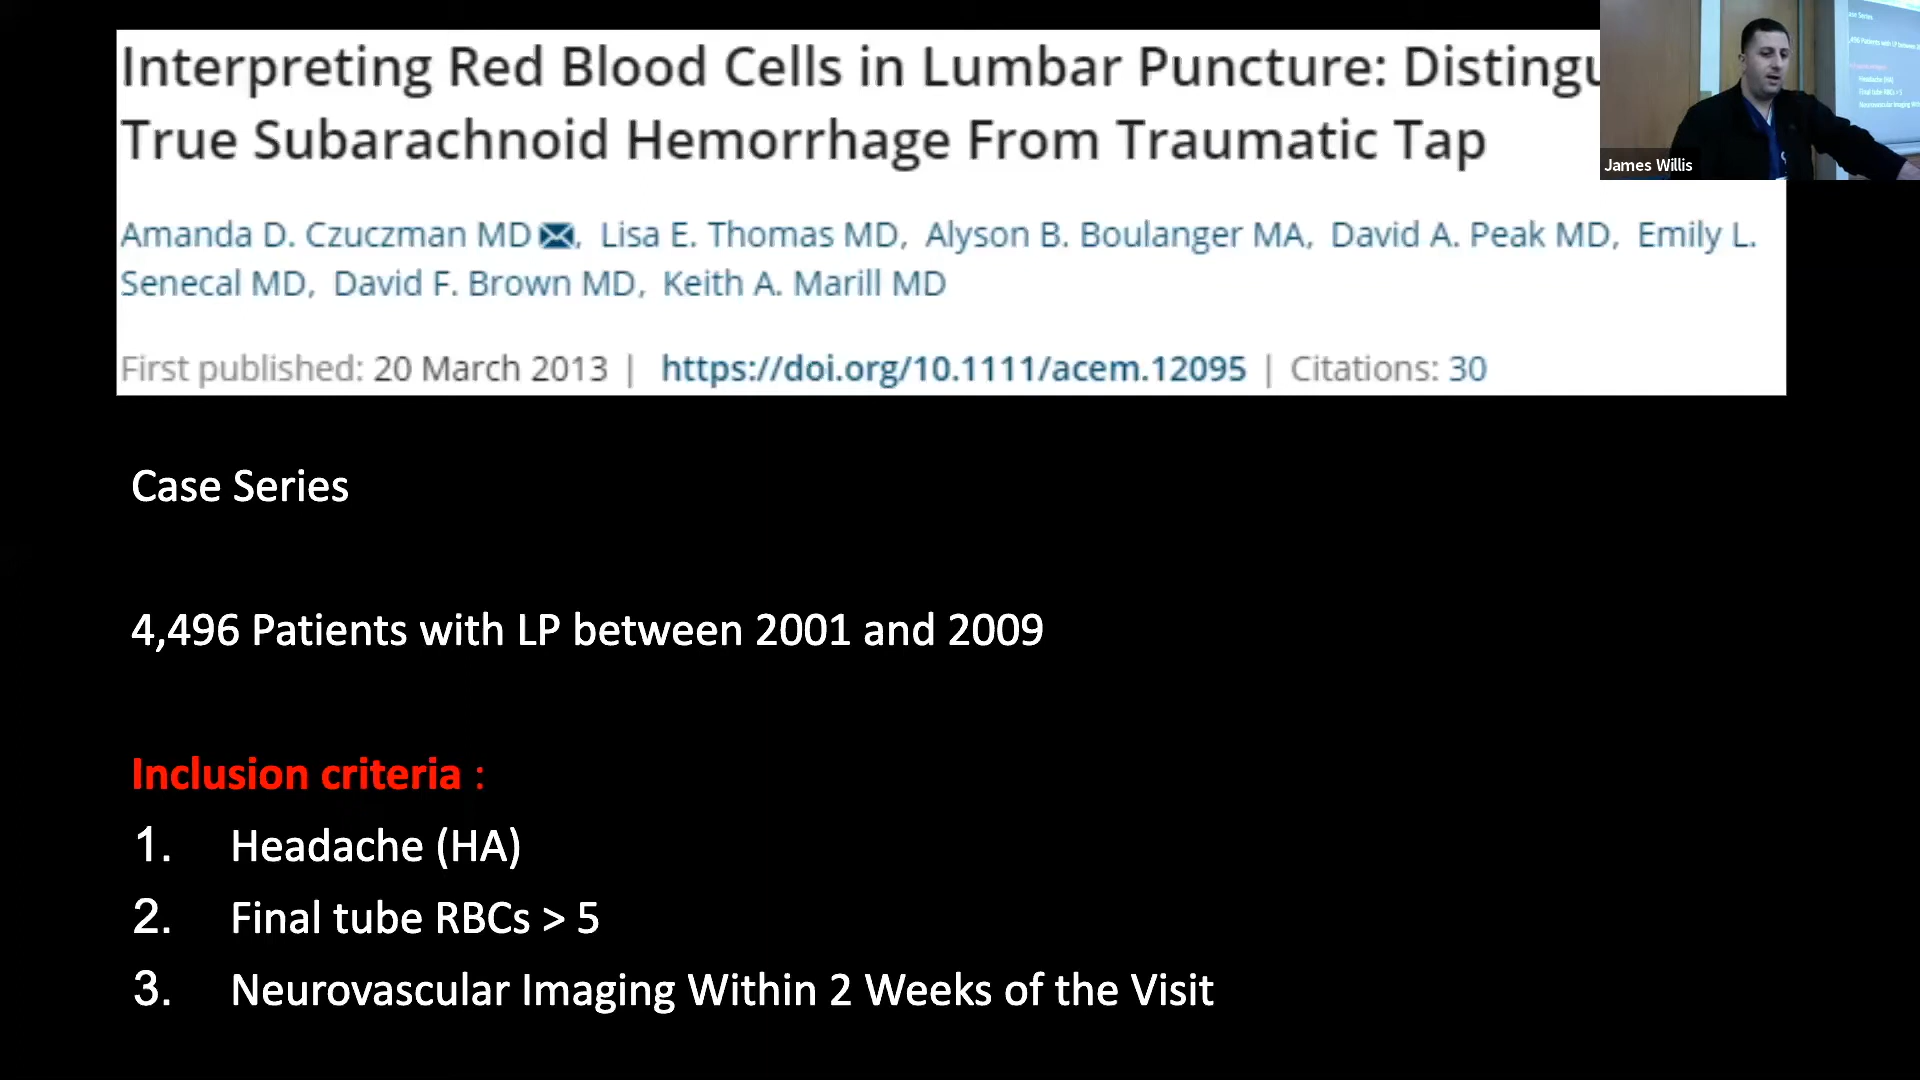 Interpreting Red Blood Cells in Lumbar Puncture: Distingu
True Subarachnoid Hemorrhage From Traumatic Tap
James Willis
Amanda D. Czuczman MD, Lisa E. Thomas MD, Alyson B. Boulanger MA, David A. Peak MD, Emily L.
Senecal MD, David F. Brown MD, Keith A. Marill MD
First published: 20 March 2013 | https://doi.org/10.1111/acem.12095 | Citations: 30
Case Series
4,496 Patients with LP between 2001 and 2009
Inclusion criteria :
1. Headache (HA)
2. Final tube RBCs > 5
3. Neurovascular Imaging Within 2 Weeks of the Visit